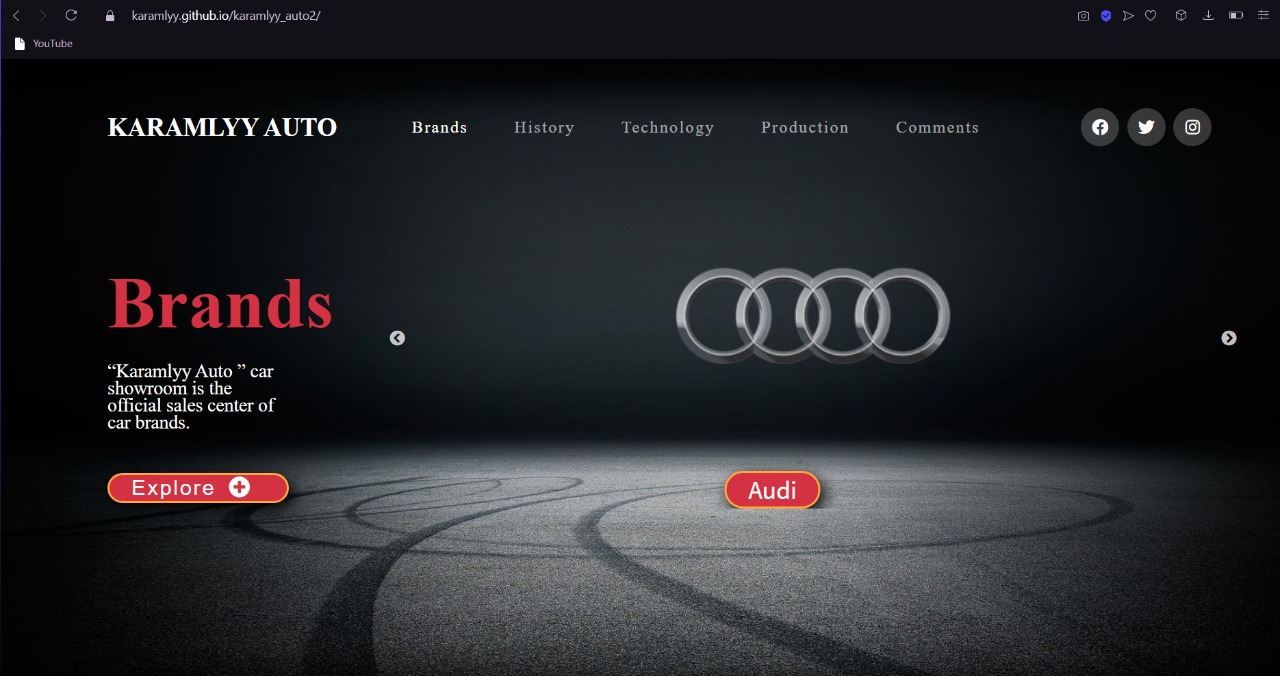 karamlyy.github.io/karamlyy_auto2/
YouTube
KARAMLYY AUTO
Brands
History
Technology
Production
Comments
Brands
“Karamlyy Auto ” car
showroom is the
official sales center of
car brands.
Explore
Audi